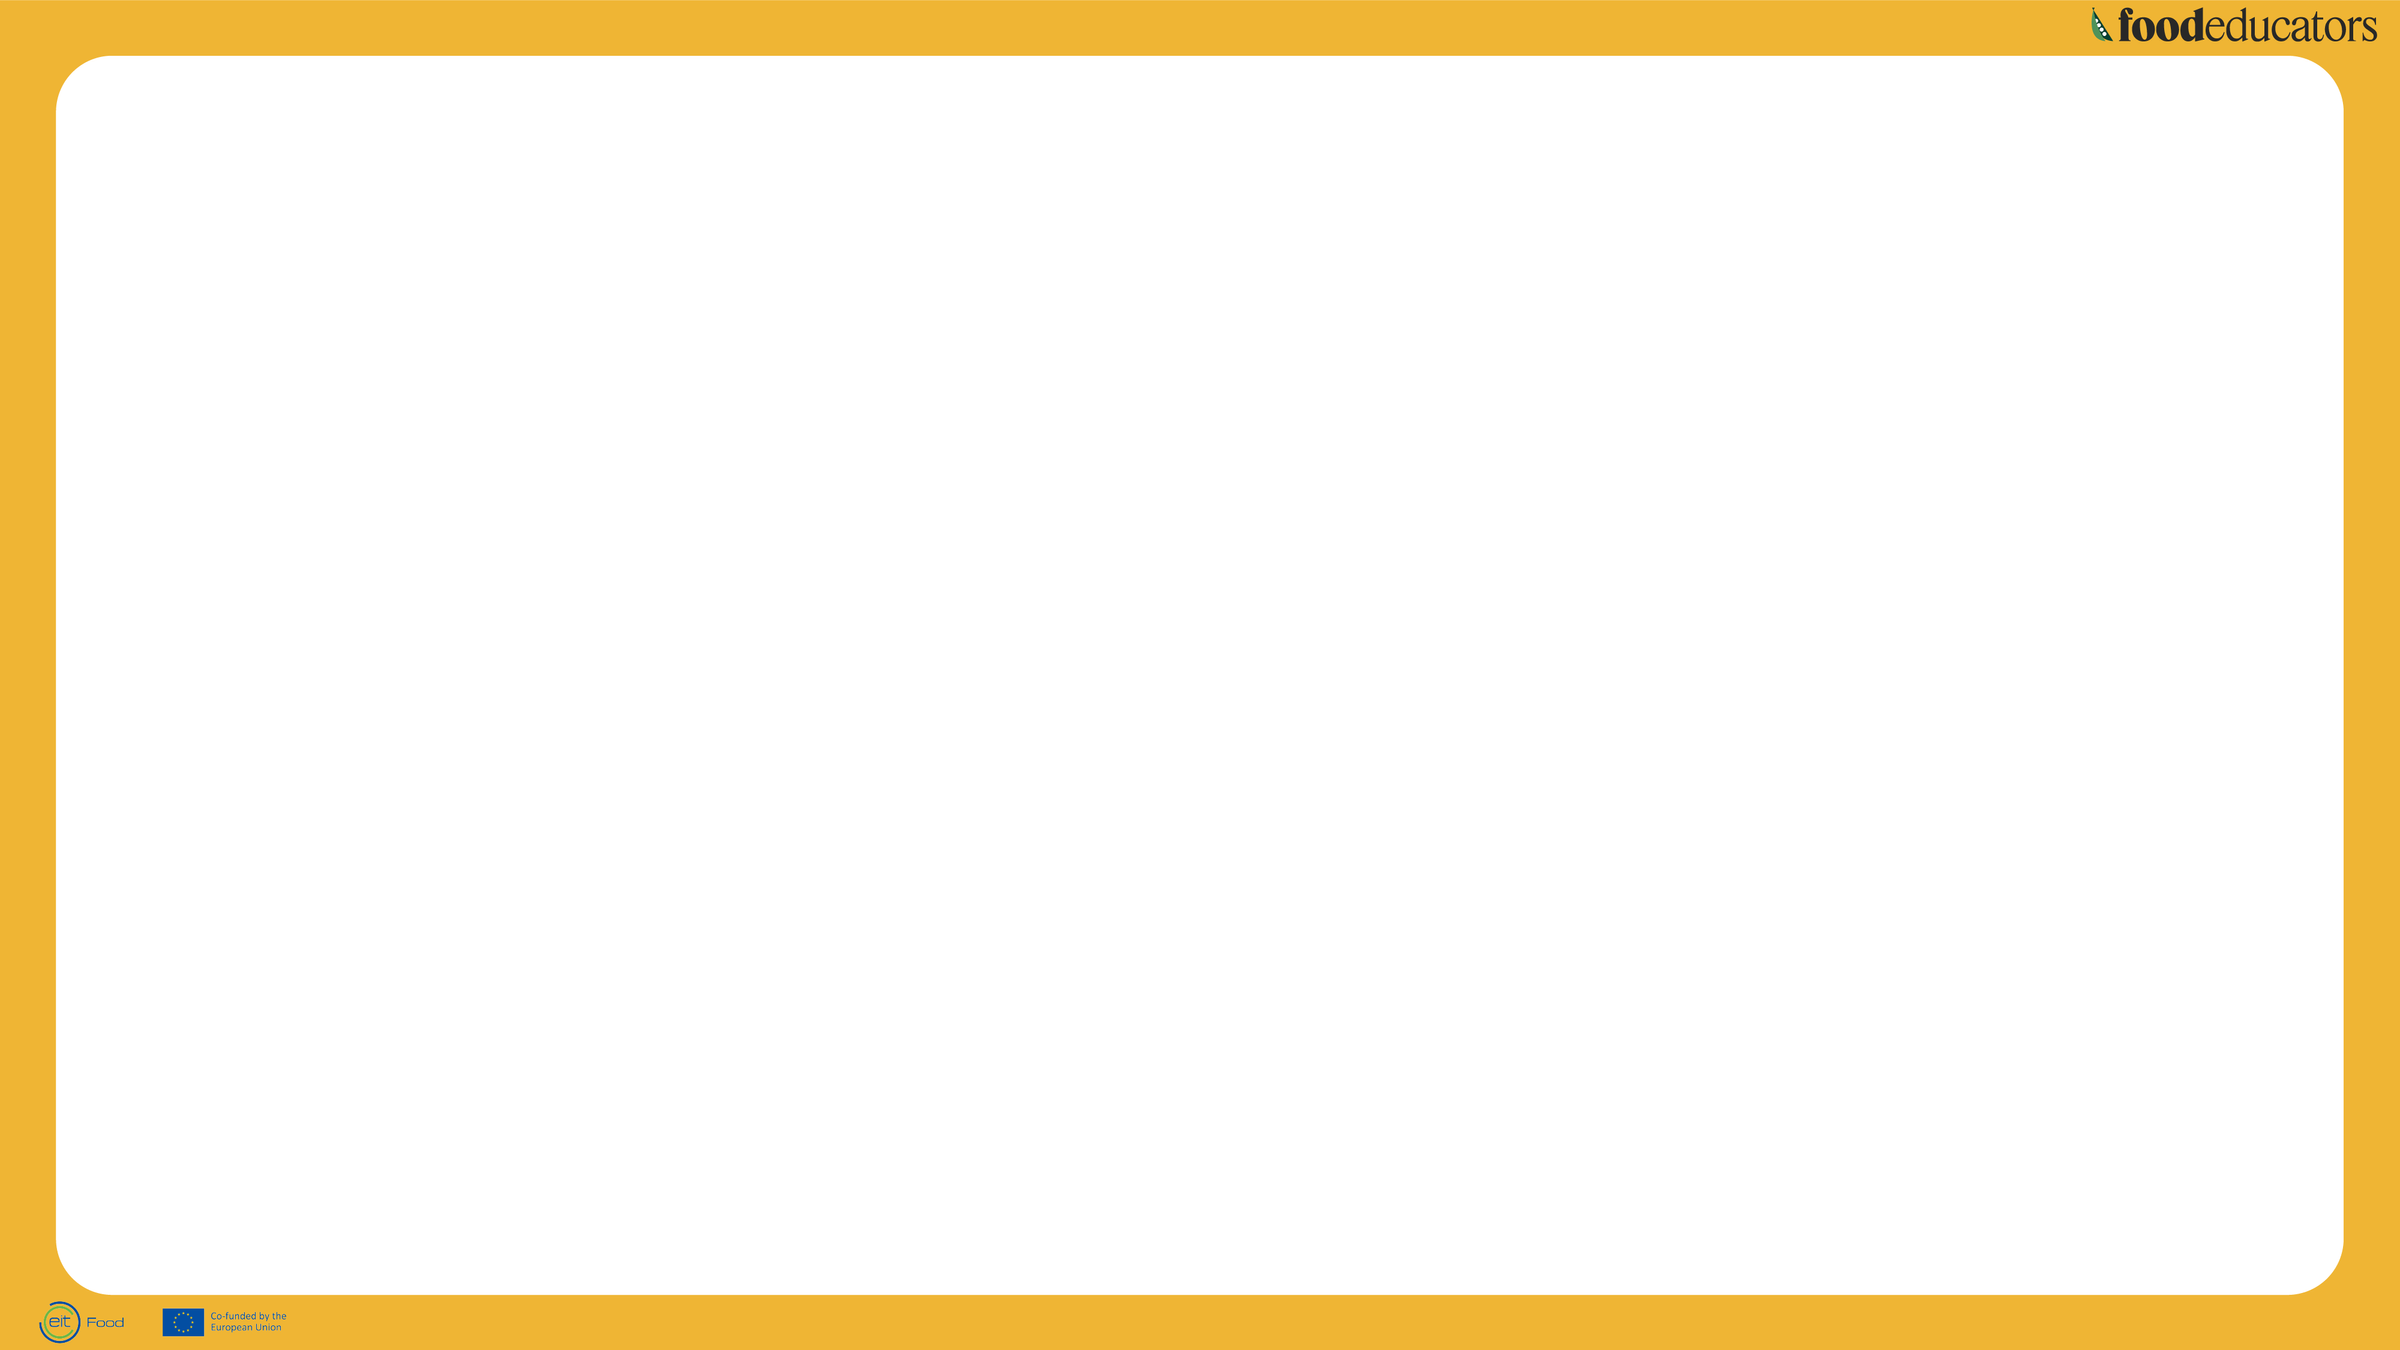 foodeducators
eit Food
Co-funded by the
European Union